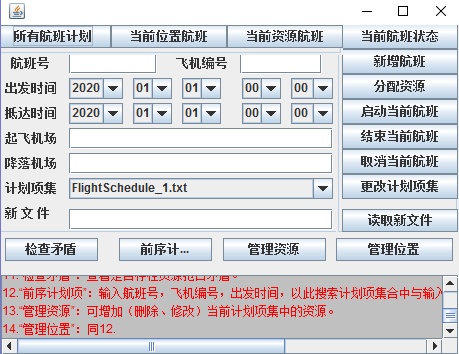 所有航班计划 当前位置航班 当前资源航班 当前航班状态
航班号 飞机编号 新增航班
出发时间 2020 01 01 00 00 分配资源
抵达时间 2020 01 01 00 00 启动当前航班
起飞机场 结束当前航班
降落机场 取消当前航班
计划项集 FlightSchedule_1.txt 更改计划项集
新 文 件 读取新文件
检查矛盾 前序计... 管理资源 管理位置
12.“前序计划项”：输入航班号，飞机编号，出发时间，以此搜索计划项集合中与输入
13.“管理资源”：可增加（删除、修改）当前计划项集中的资源。
14.“管理位置”：同12.